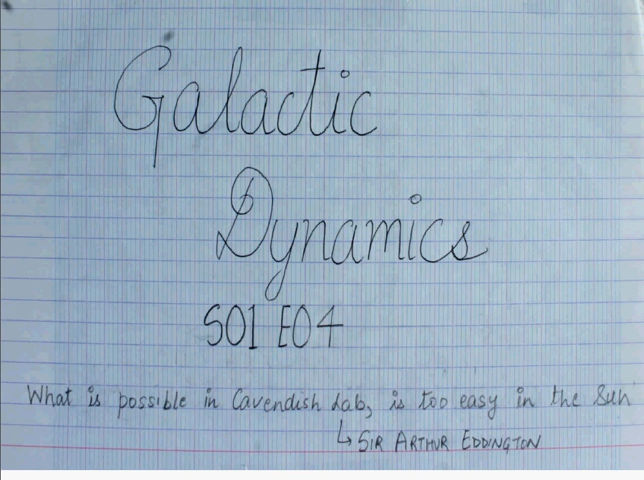 Galactic
Dynamics
S01 E04
What is possible in Cavendish Lab, is too easy in the Sun
↳ SIR ARTHUR EDDINGTON